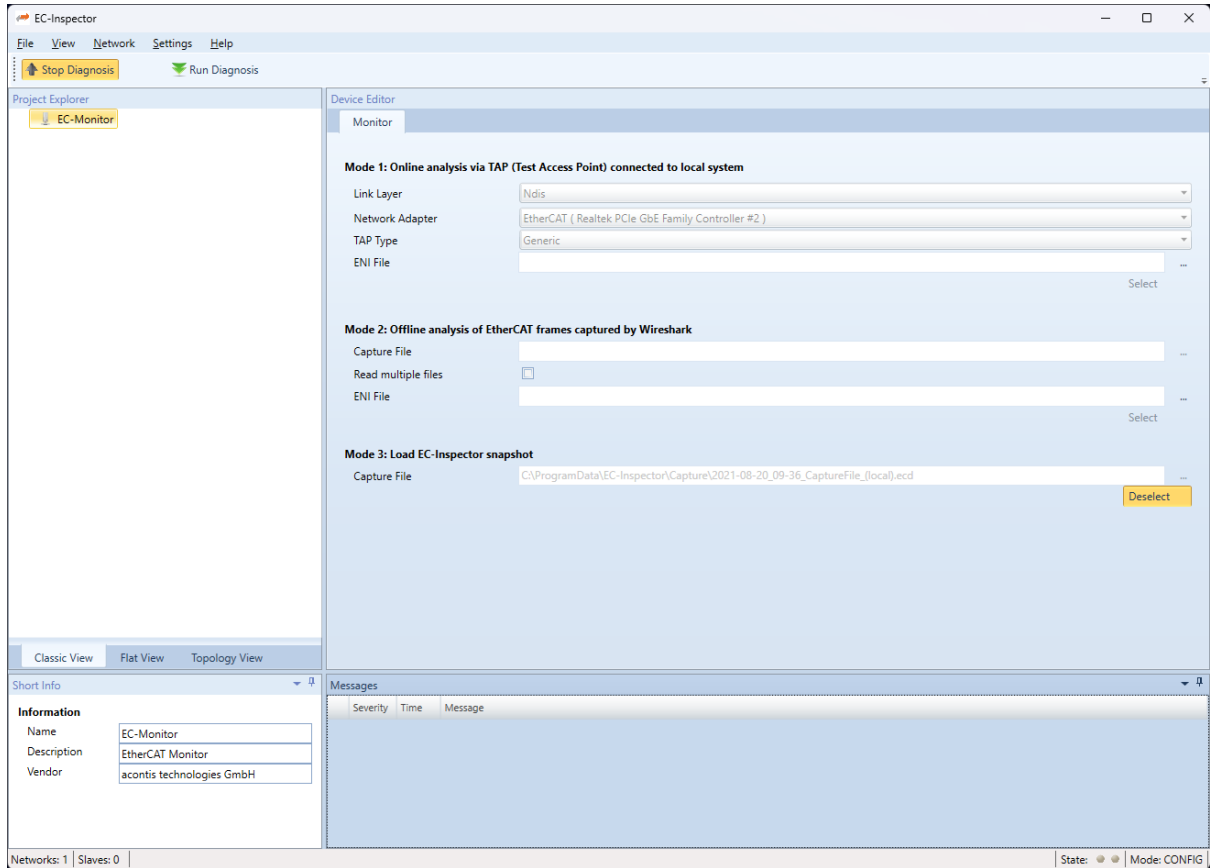 EC-Inspector
File View Network Settings Help
Stop Diagnosis Run Diagnosis
Project Explorer
EC-Monitor
Classic View Flat View Topology View
Device Editor
Monitor
Mode 1: Online analysis via TAP (Test Access Point) connected to local system
Link Layer Ndis
Network Adapter EtherCAT ( Realtek PCIe GbE Family Controller #2 )
TAP Type Generic
ENI File ...
Select
Mode 2: Offline analysis of EtherCAT frames captured by Wireshark
Capture File ...
Read multiple files
ENI File ...
Select
Mode 3: Load EC-Inspector snapshot
Capture File C:\ProgramData\EC-Inspector\Capture\2021-08-20_09-36_CaptureFile_(local).ecd ...
Deselect
Short Info
Information
Name EC-Monitor
Description EtherCAT Monitor
Vendor acontis technologies GmbH
Messages
Severity Time Message
Networks: 1 Slaves: 0 State: Mode: CONFIG